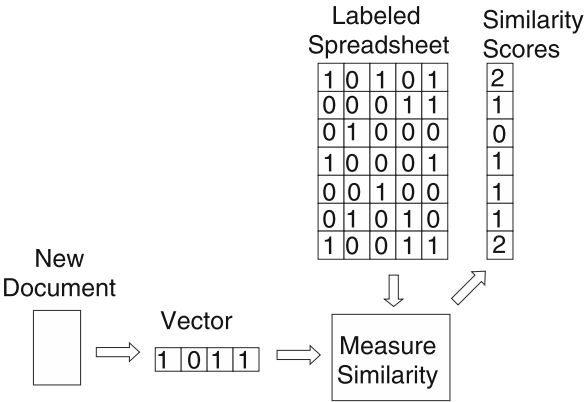 Labeled
Spreadsheet
Similarity
Scores
1 0 1 0 1 2
0 0 0 1 1 1
0 1 0 0 0 0
1 0 0 0 1 1
0 0 1 0 0 1
0 1 0 1 0 1
1 0 0 1 1 2
New
Document
Vector
1 0 1 1
Measure
Similarity